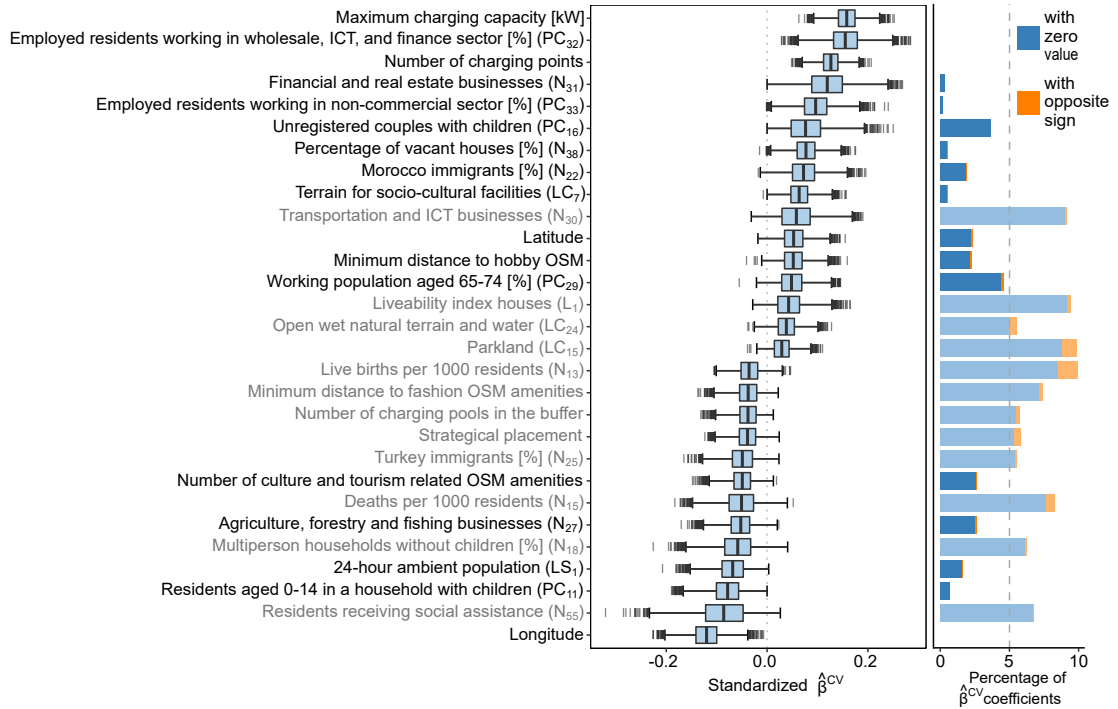 Maximum charging capacity [kW]
Employed residents working in wholesale, ICT, and finance sector [%] (PC₃₂)
Number of charging points
Financial and real estate businesses (N₃₁)
Employed residents working in non-commercial sector [%] (PC₃₃)
Unregistered couples with children (PC₁₆)
Percentage of vacant houses [%] (N₃₈)
Morocco immigrants [%] (N₂₂)
Terrain for socio-cultural facilities (LC₇)
Transportation and ICT businesses (N₃₀)
Latitude
Minimum distance to hobby OSM
Working population aged 65-74 [%] (PC₂₉)
Liveability index houses (L₁)
Open wet natural terrain and water (LC₂₄)
Parkland (LC₁₅)
Live births per 1000 residents (N₁₃)
Minimum distance to fashion OSM amenities
Number of charging pools in the buffer
Strategical placement
Turkey immigrants [%] (N₂₅)
Number of culture and tourism related OSM amenities
Deaths per 1000 residents (N₁₅)
Agriculture, forestry and fishing businesses (N₂₇)
Multiperson households without children [%] (N₁₈)
24-hour ambient population (LS₁)
Residents aged 0-14 in a household with children (PC₁₁)
Residents receiving social assistance (N₅₅)
Longitude
-0.2 0.0 0.2
Standardized β̂ᶜⱽ
with
zero
value
with
opposite
sign
0 5 10
Percentage of
β̂ᶜⱽ coefficients